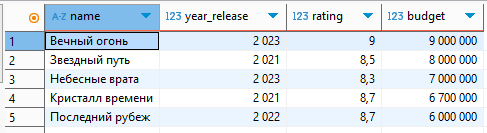 A-Z name 123 year_release 123 rating 123 budget
1 Вечный огонь 2 023 9 9 000 000
2 Звездный путь 2 021 8,5 8 000 000
3 Небесные врата 2 023 8,3 7 000 000
4 Кристалл времени 2 021 8,7 6 700 000
5 Последний рубеж 2 022 8,7 6 000 000